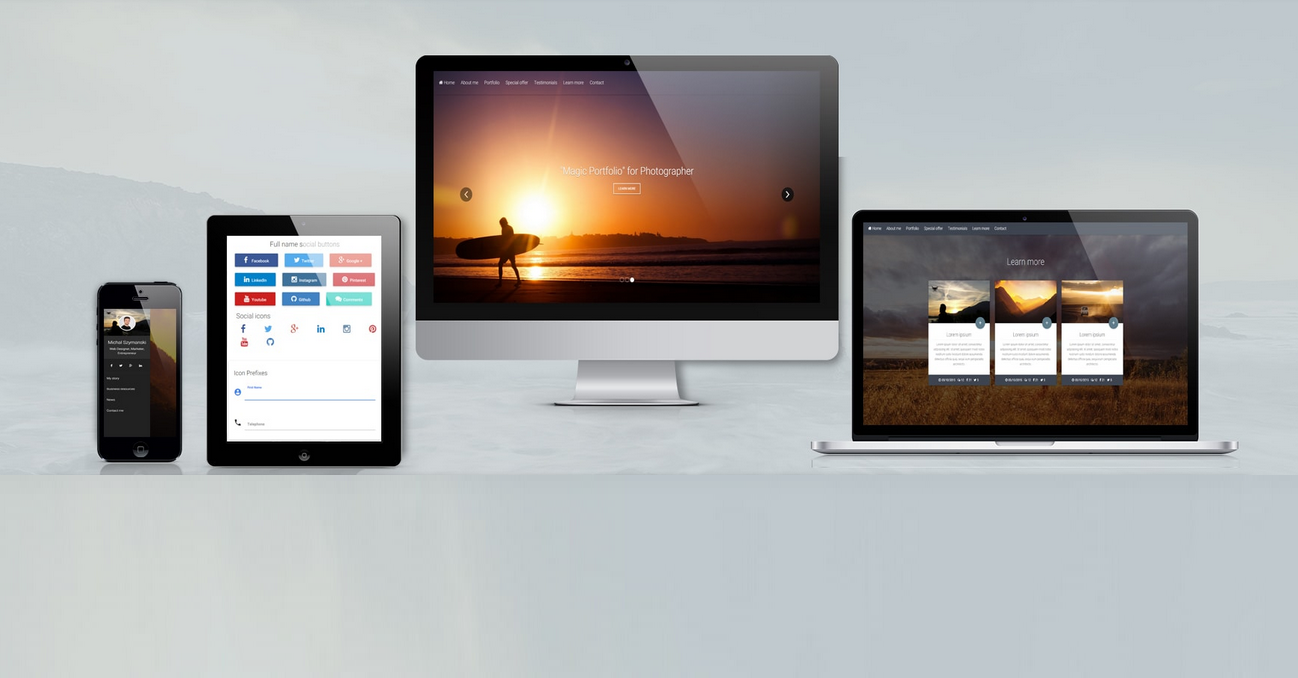 Home About me Portfolio Special offer Testimonials Learn more Contact
"Magic Portfolio" for Photographer
LEARN MORE
Full name social buttons
Facebook Twitter Google +
LinkedIn Instagram Pinterest
Youtube Github Comments
Social icons
Icon Prefixes
First Name
Telephone
Michal Szymanski
Web Designer, Marketer,
Entrepreneur
My story
News
Contact me
Home About me Portfolio Special offer Testimonials Learn more Contact
Learn more
Lorem ipsum Lorem ipsum Lorem ipsum